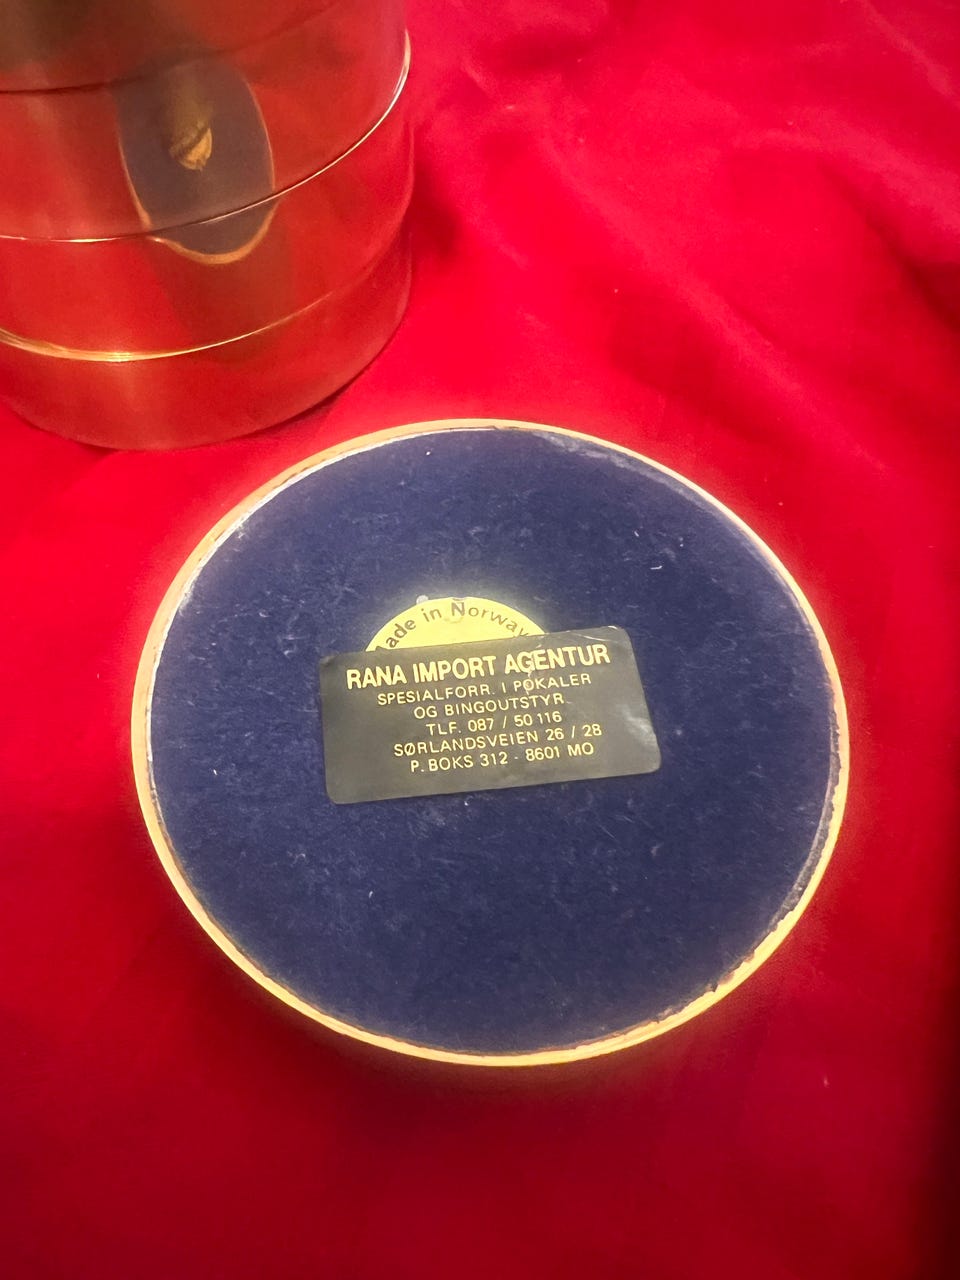 Made in Norway
RANA IMPORT AGENTUR
SPESIALFORR. I POKALER
OG BINGOUTSTYR
TLF. 087 / 50 116
SØRLANDSVEIEN 26 / 28
P. BOKS 312 - 8601 MO